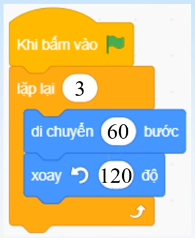 Khi bấm vào
lặp lại 3
di chuyển 60 bước
xoay 120 độ